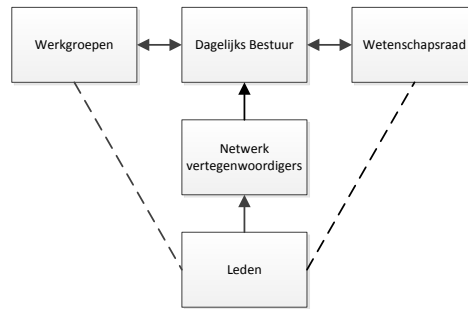 Werkgroepen
Dagelijks Bestuur
Wetenschapsraad
Netwerk
vertegenwoordigers
Leden